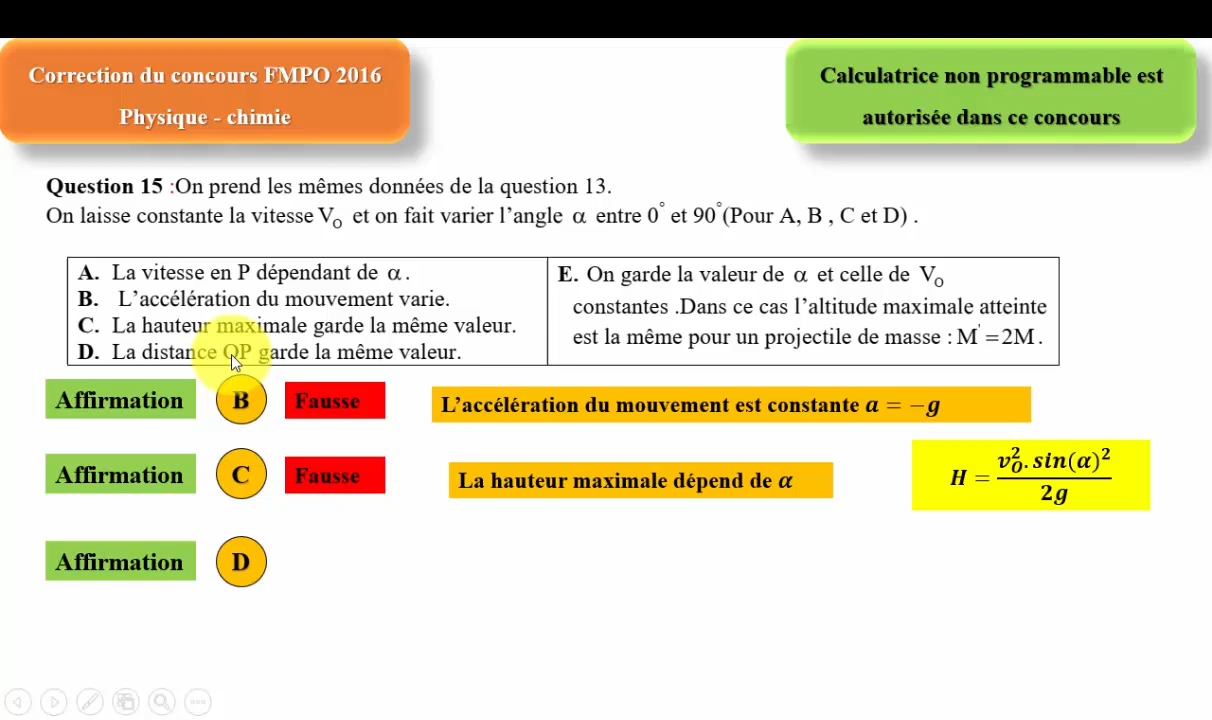 Correction du concours FMPO 2016
Physique - chimie
Calculatrice non programmable est
autorisée dans ce concours
Question 15 :On prend les mêmes données de la question 13.
On laisse constante la vitesse V_O et on fait varier l'angle α entre 0° et 90°(Pour A, B , C et D) .
A. La vitesse en P dépendant de α .
B. L'accélération du mouvement varie.
C. La hauteur maximale garde la même valeur.
D. La distance OP garde la même valeur.
E. On garde la valeur de α et celle de V_O
constantes .Dans ce cas l'altitude maximale atteinte
est la même pour un projectile de masse : M' = 2M .
Affirmation B Fausse L'accélération du mouvement est constante a = −g
Affirmation C Fausse La hauteur maximale dépend de α
H = v_O^2. sin(α)^2 / 2g
Affirmation D